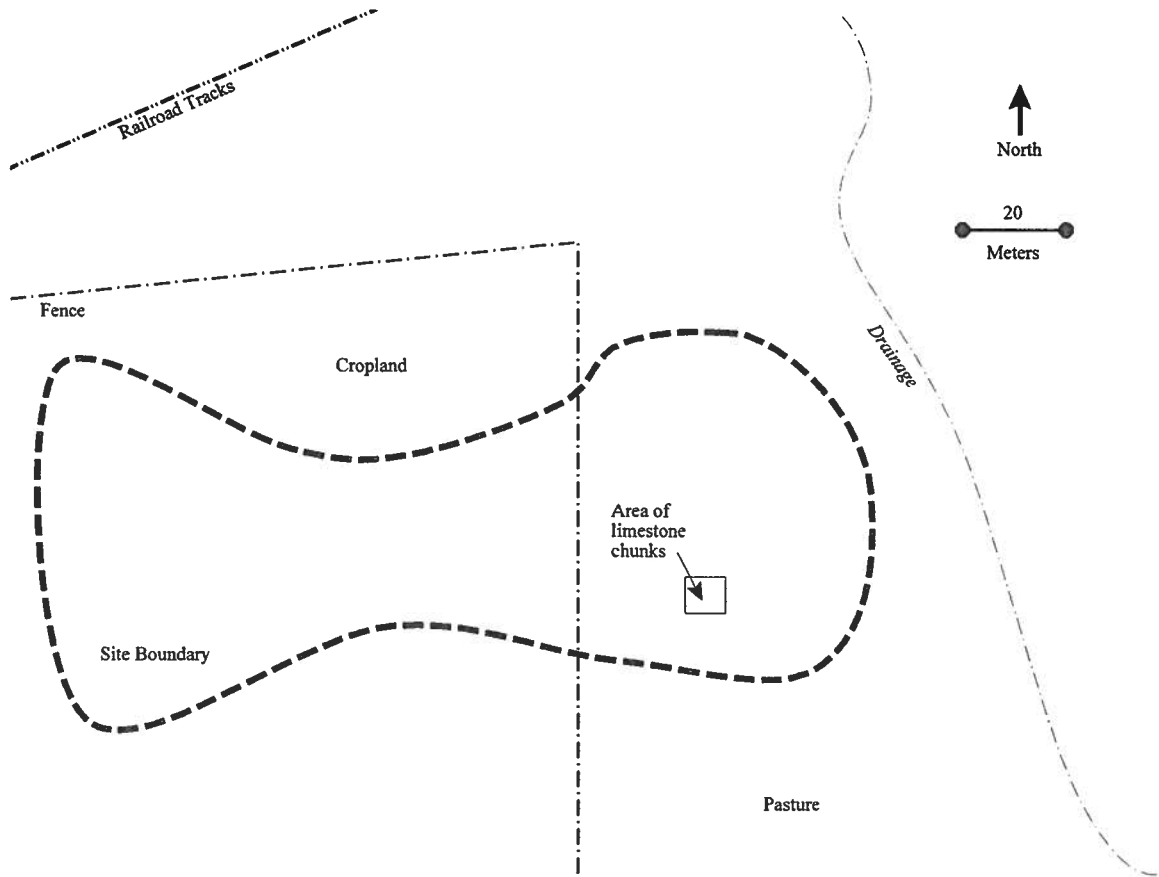 Railroad Tracks
North
20
Meters
Fence
Drainage
Cropland
Area of
limestone
chunks
Site Boundary
Pasture